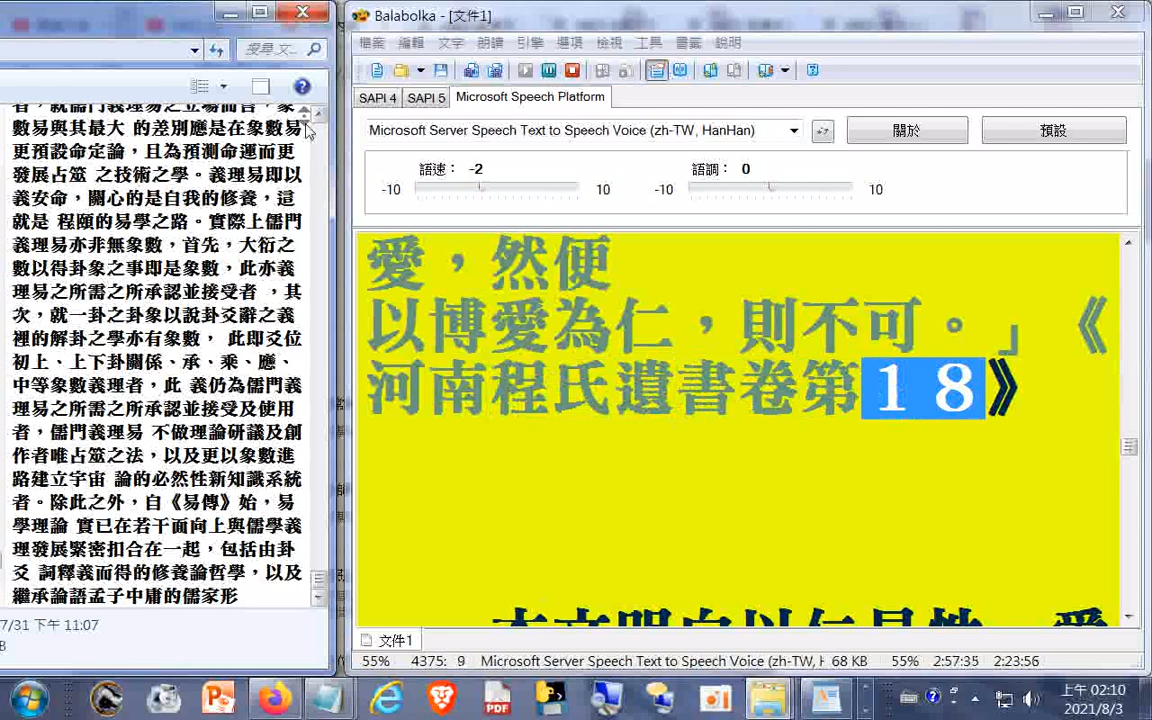 搜尋 文...
者，就儒門義理易之立場而言，象
數易與其最大 的差別應是在象數易
更預設命定論，且為預測命運而更
發展占筮 之技術之學。義理易即以
義安命，關心的是自我的修養，這
就是 程頤的易學之路。實際上儒門
義理易亦非無象數，首先，大衍之
數以得卦象之事即是象數，此亦義
理易之所需之所承認並接受者 ，其
次，就一卦之卦象以說卦爻辭之義
裡的解卦之學亦有象數， 此即爻位
初上、上下卦關係、承、乘、應、
中等象數義理者，此 義仍為儒門義
理易之所需之所承認並接受及使用
者，儒門義理易 不做理論研議及創
作者唯占筮之法，以及更以象數進
路建立宇宙 論的必然性新知識系統
者。除此之外，自《易傳》始，易
學理論 實已在若干面向上與儒學義
理發展緊密扣合在一起，包括由卦
爻 詞釋義而得的修養論哲學，以及
繼承論語孟子中庸的儒家形
7/31 下午 11:07
B
Balabolka - [文件1]
檔案 編輯 文字 朗讀 引擎 選項 檢視 工具 書籤 說明
SAPI 4 SAPI 5 Microsoft Speech Platform
Microsoft Server Speech Text to Speech Voice (zh-TW, HanHan)
關於 預設
語速： -2 語調： 0
-10 10 -10 10
愛，然便
以博愛為仁，則不可。」《
河南程氏遺書卷第１８》
本文明白以仁是性，愛
文件1
55% 4375: 9 Microsoft Server Speech Text to Speech Voice (zh-TW, H 68 KB 55% 2:57:35 2:23:56
PDF
上午 02:10
2021/8/3